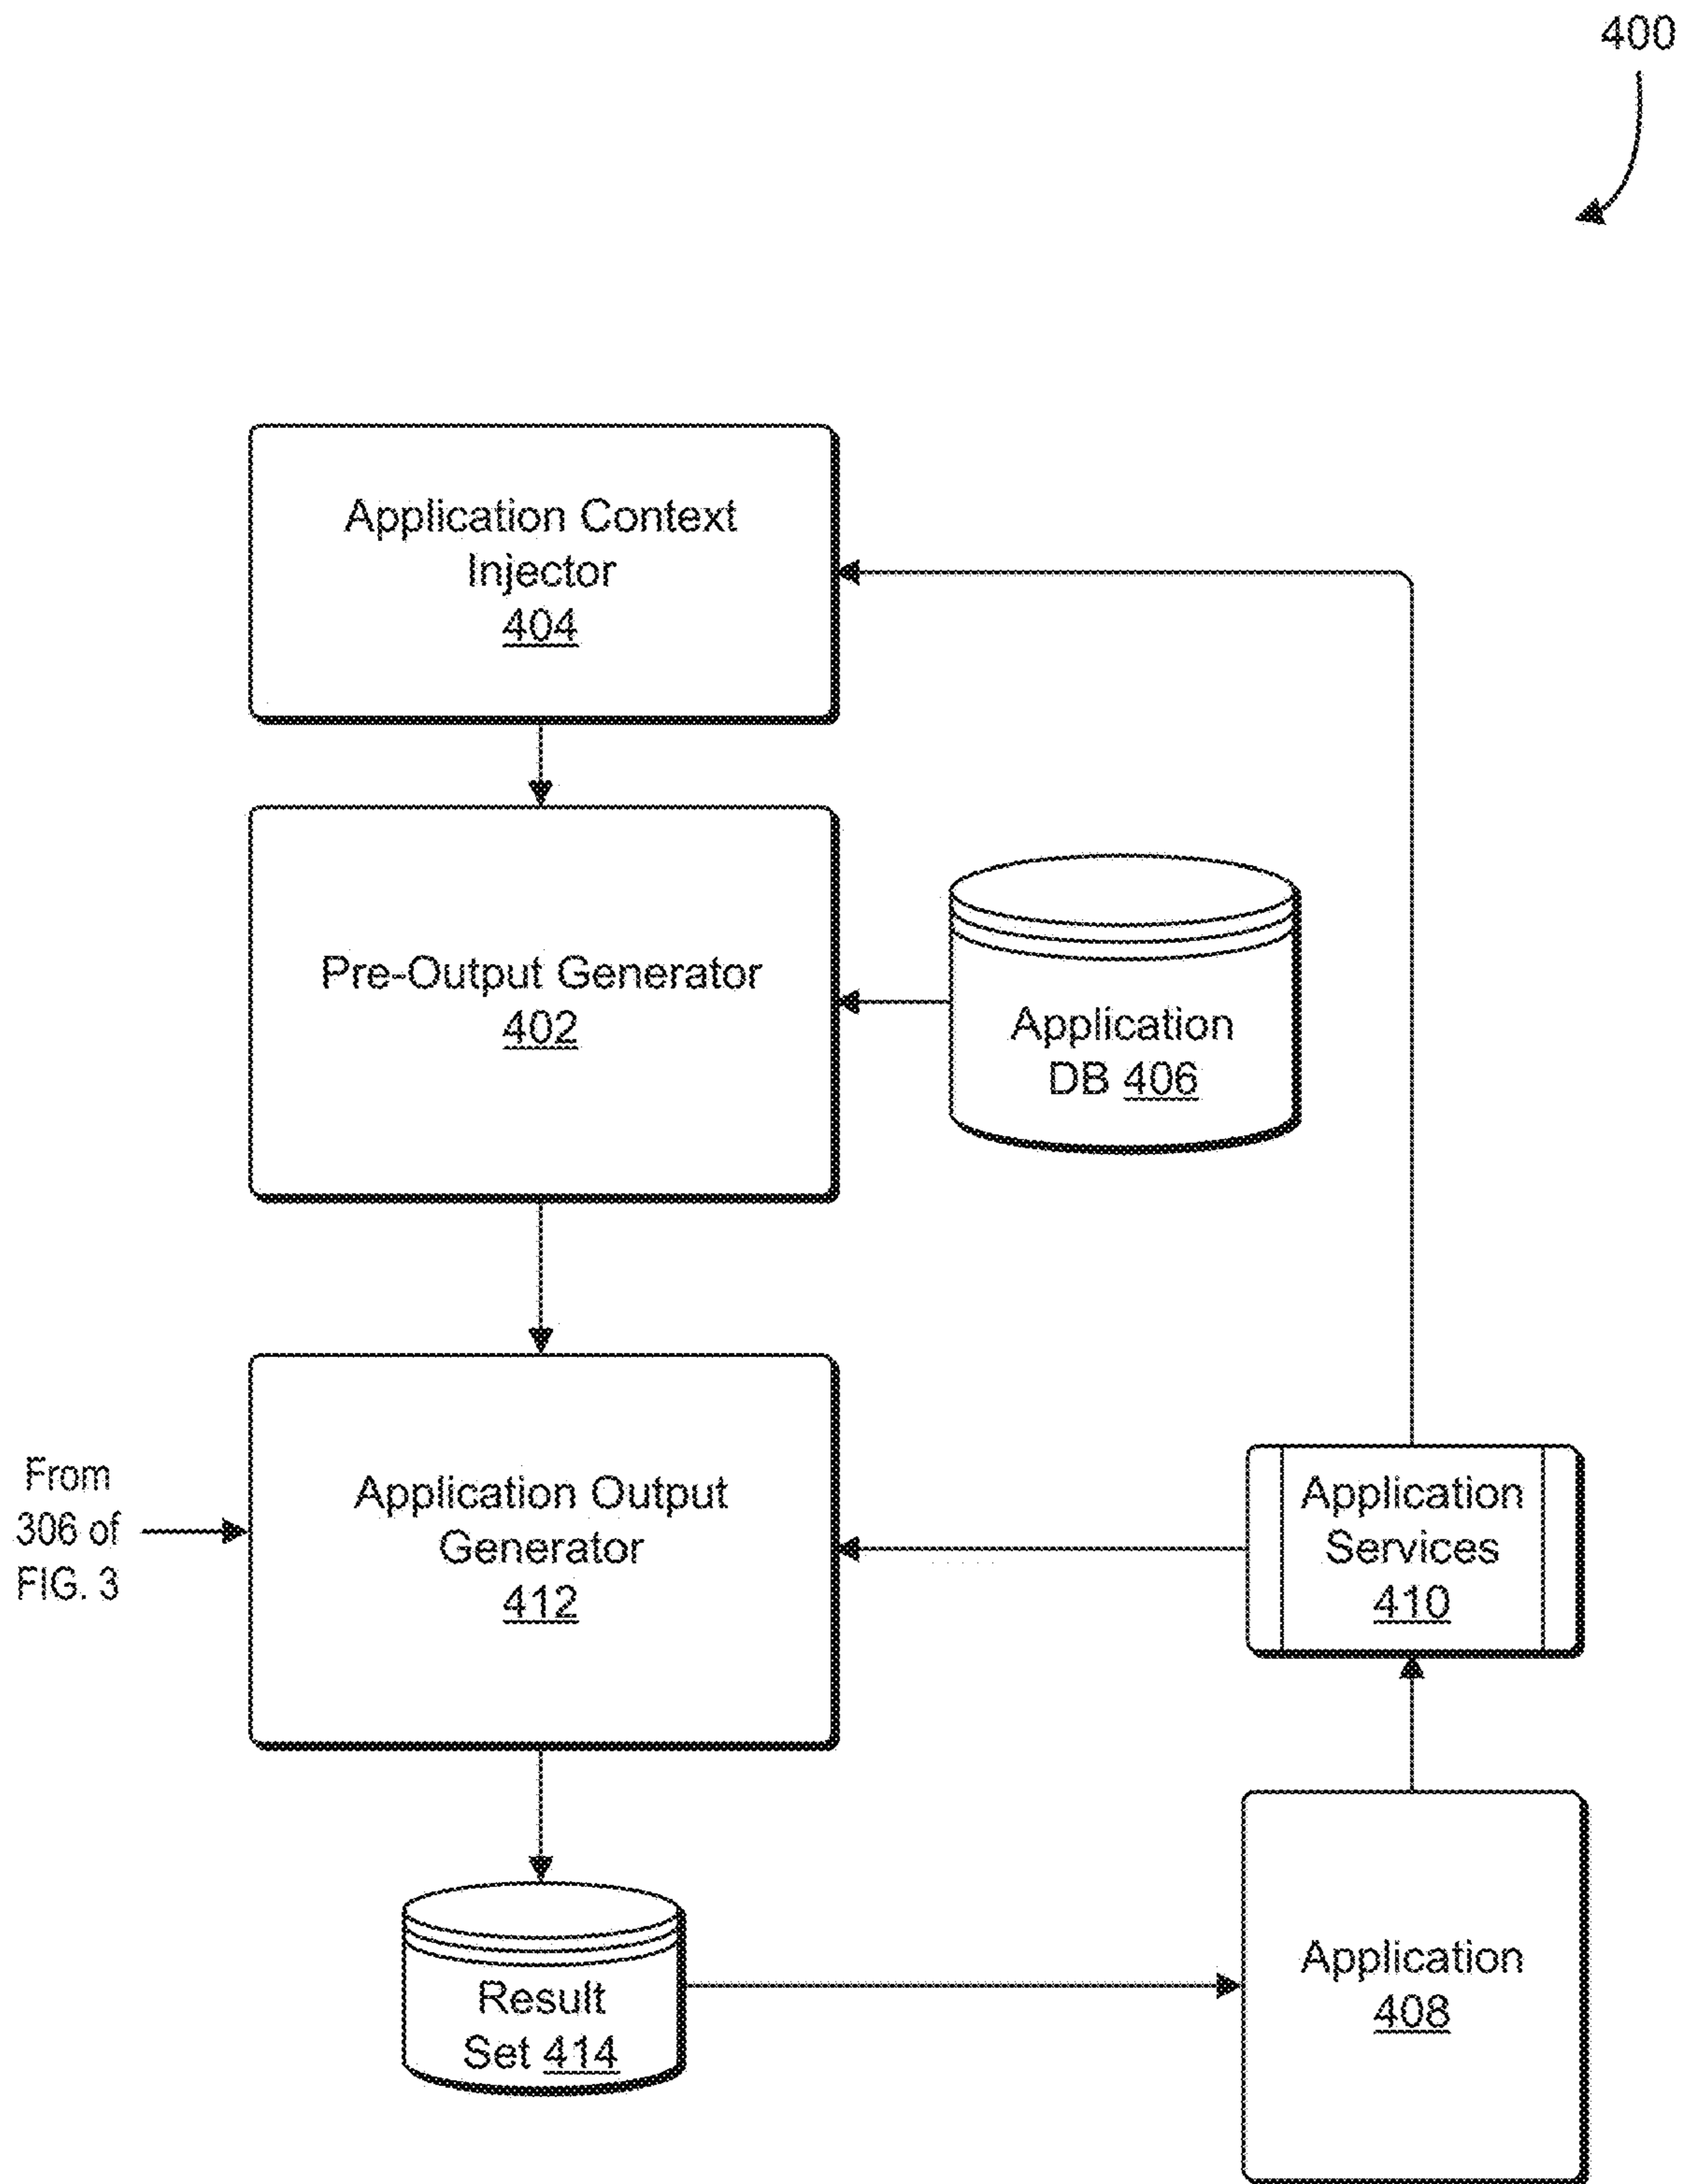 400
Application Context
Injector
404
Pre-Output Generator
402
Application
DB 406
From
306 of
FIG. 3
Application Output
Generator
412
Application
Services
410
Result
Set 414
Application
408